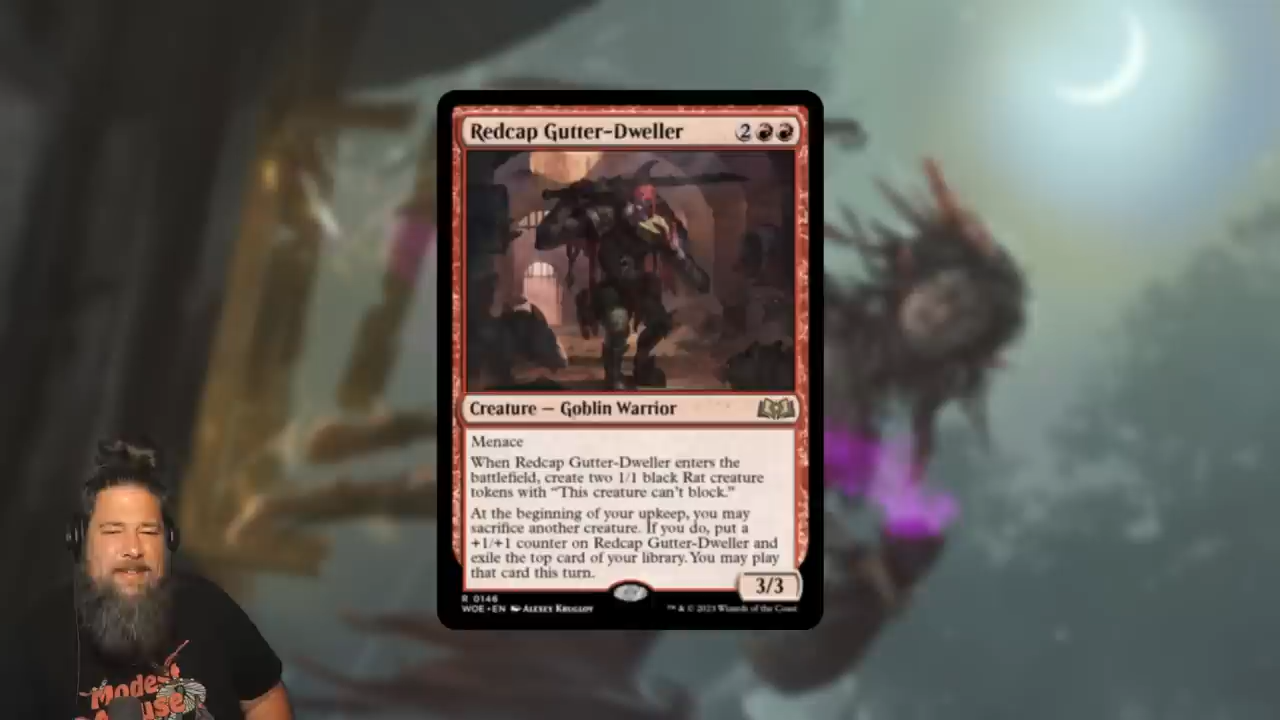 Redcap Gutter-Dweller 2
Creature — Goblin Warrior
Menace
When Redcap Gutter-Dweller enters the
battlefield, create two 1/1 black Rat creature
tokens with “This creature can't block.”
At the beginning of your upkeep, you may
sacrifice another creature. If you do, put a
+1/+1 counter on Redcap Gutter-Dweller and
exile the top card of your library. You may play
that card this turn.
3/3
R 0146
WOE • EN ALEXEY KRUGLOV ™ & © 2023 Wizards of the Coast